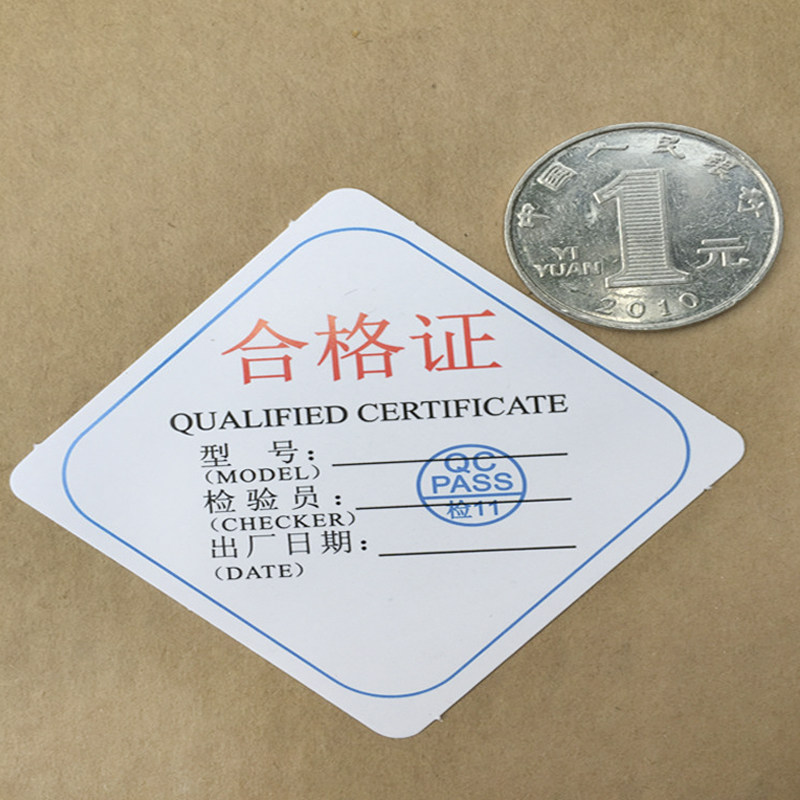 合格证
QUALIFIED CERTIFICATE
型 号：
(MODEL)
检验员：
(CHECKER)
出厂日期：
(DATE)
QC
PASS
检11
中国人民银行
1元
YI
YUAN
2010